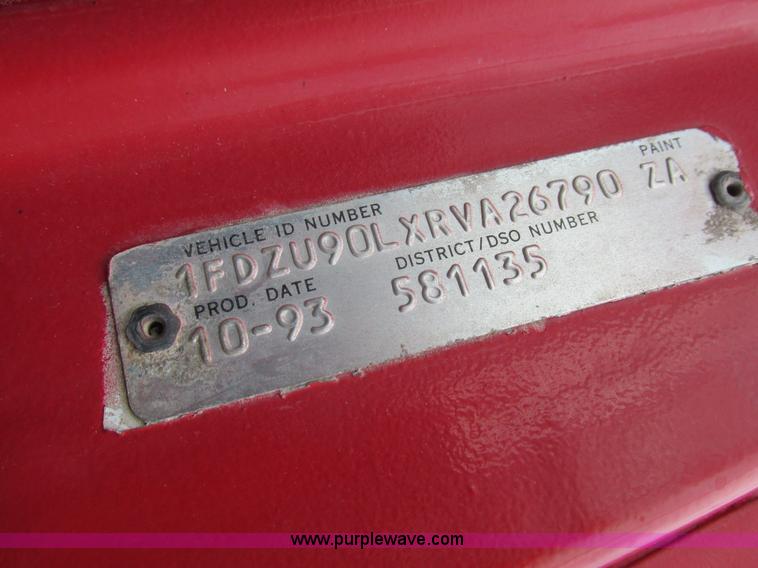 VEHICLE ID NUMBER PAINT
1FDZU90LXRVA26790 ZA
PROD. DATE DISTRICT/DSO NUMBER
10-93 581135
www.purplewave.com